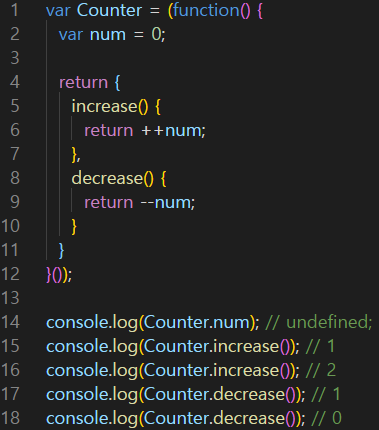 1 var Counter = (function() {
2 var num = 0;
3
4 return {
5 increase() {
6 return ++num;
7 },
8 decrease() {
9 return --num;
10 }
11 }
12 }());
13
14 console.log(Counter.num); // undefined;
15 console.log(Counter.increase()); // 1
16 console.log(Counter.increase()); // 2
17 console.log(Counter.decrease()); // 1
18 console.log(Counter.decrease()); // 0